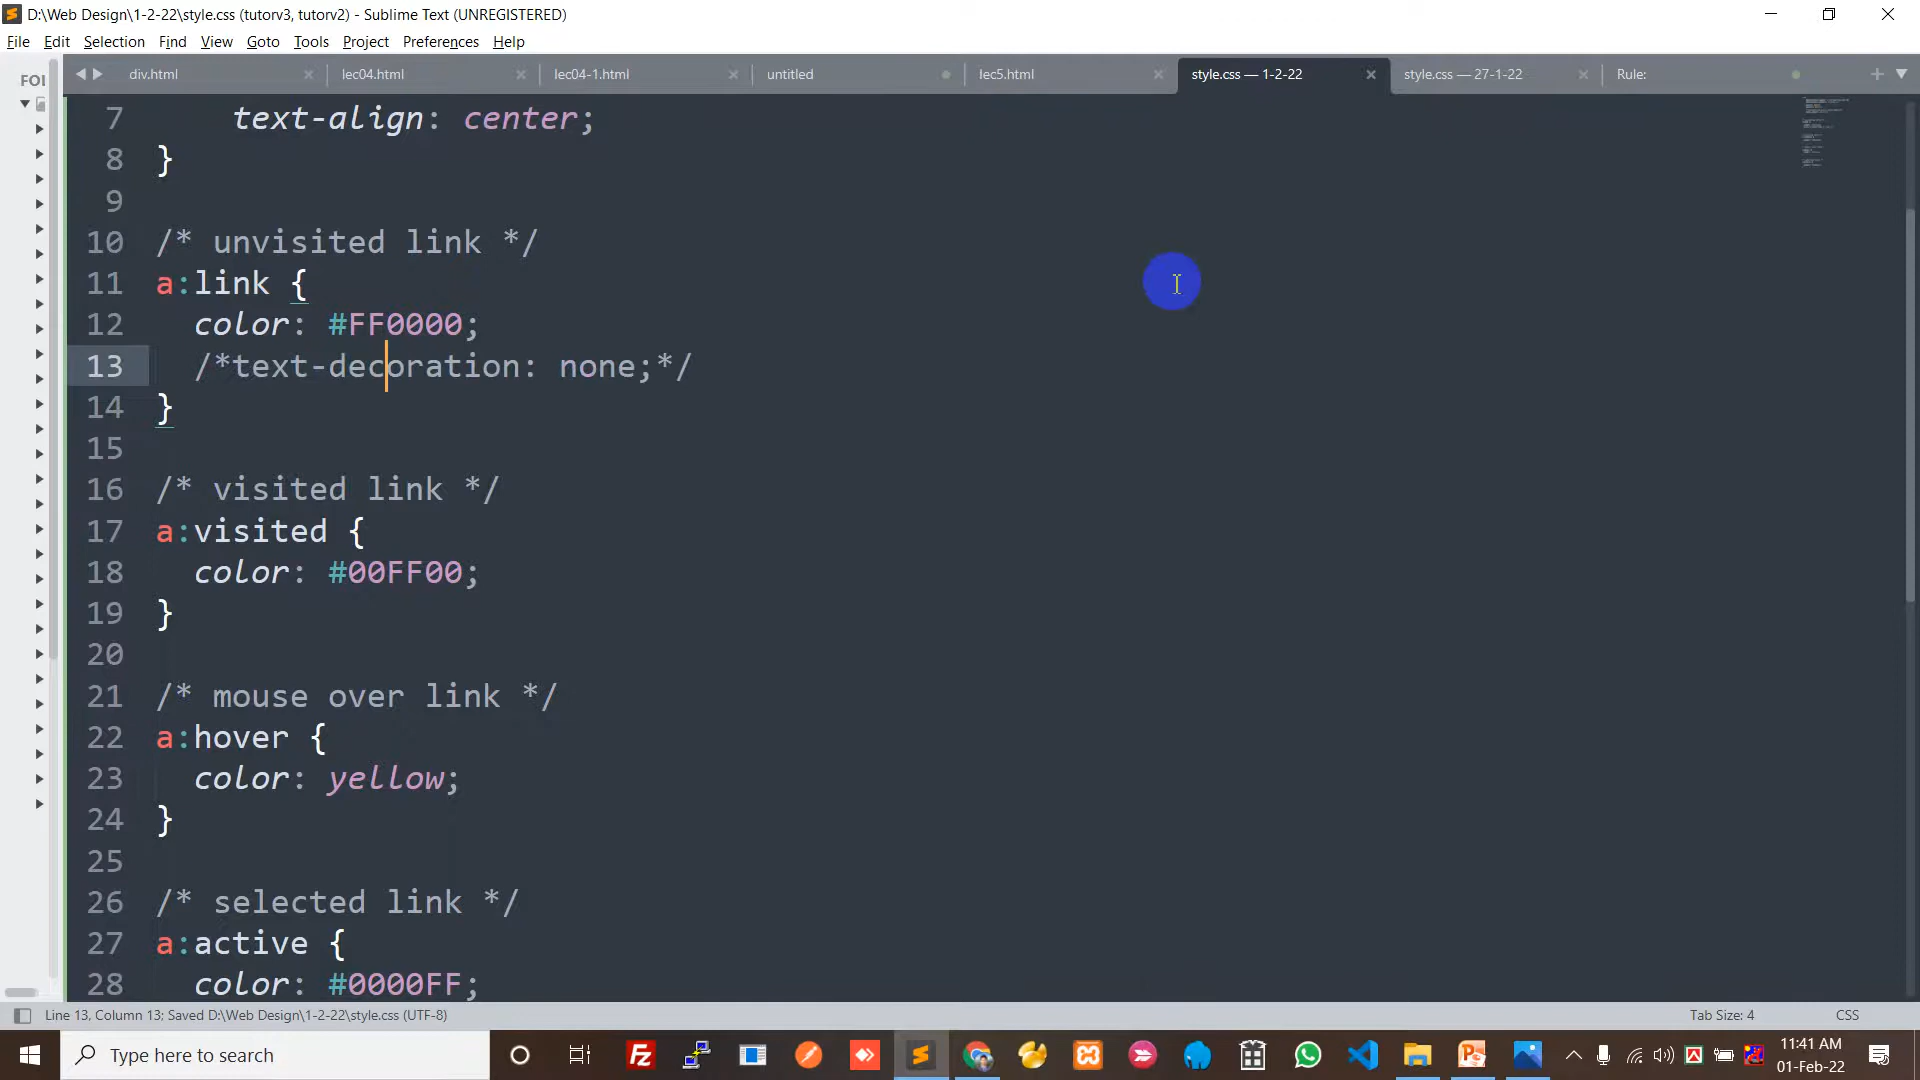 D:\Web Design\1-2-22\style.css (tutorv3, tutorv2) - Sublime Text (UNREGISTERED)
File Edit Selection Find View Goto Tools Project Preferences Help
FOI
div.html lec04.html lec04-1.html untitled lec5.html style.css — 1-2-22 style.css — 27-1-22 Rule:
7 text-align: center;
8 }
9
10 /* unvisited link */
11 a:link {
12 color: #FF0000;
13 /*text-decoration: none;*/
14 }
15
16 /* visited link */
17 a:visited {
18 color: #00FF00;
19 }
20
21 /* mouse over link */
22 a:hover {
23 color: yellow;
24 }
25
26 /* selected link */
27 a:active {
28 color: #0000FF;
Line 13, Column 13; Saved D:\Web Design\1-2-22\style.css (UTF-8) Tab Size: 4 CSS
Type here to search
11:41 AM
01-Feb-22